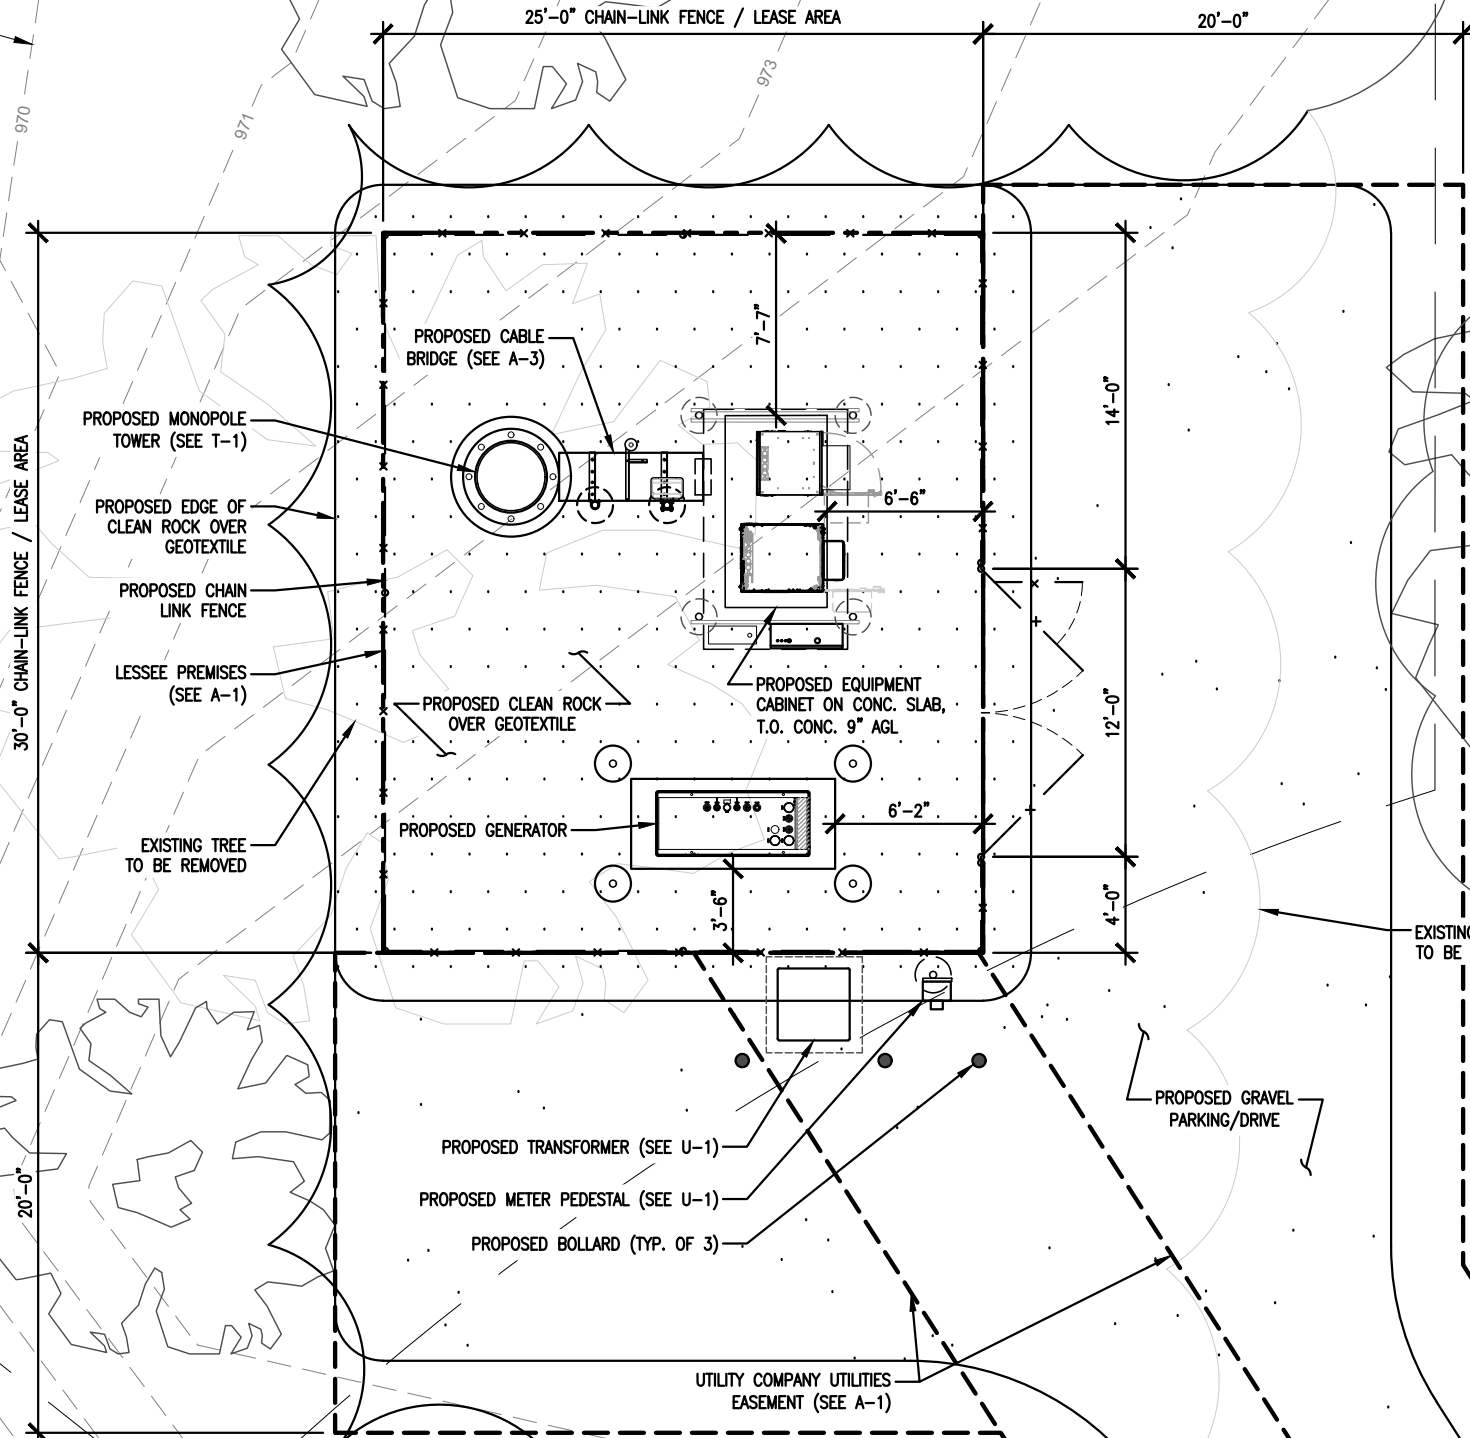 25'-0" CHAIN-LINK FENCE / LEASE AREA
20'-0"
970
971
973
7'-7"
PROPOSED CABLE
BRIDGE (SEE A-3)
14'-0"
PROPOSED MONOPOLE
TOWER (SEE T-1)
30'-0" CHAIN-LINK FENCE / LEASE AREA
6'-6"
PROPOSED EDGE OF
CLEAN ROCK OVER
GEOTEXTILE
PROPOSED CHAIN
LINK FENCE
LESSEE PREMISES
(SEE A-1)
PROPOSED CLEAN ROCK
OVER GEOTEXTILE
PROPOSED EQUIPMENT
CABINET ON CONC. SLAB,
T.O. CONC. 9" AGL
12'-0"
6'-2"
PROPOSED GENERATOR
EXISTING TREE
TO BE REMOVED
3'-6"
4'-0"
EXISTING
TO BE
PROPOSED GRAVEL
PARKING/DRIVE
PROPOSED TRANSFORMER (SEE U-1)
20'-0"
PROPOSED METER PEDESTAL (SEE U-1)
PROPOSED BOLLARD (TYP. OF 3)
UTILITY COMPANY UTILITIES
EASEMENT (SEE A-1)